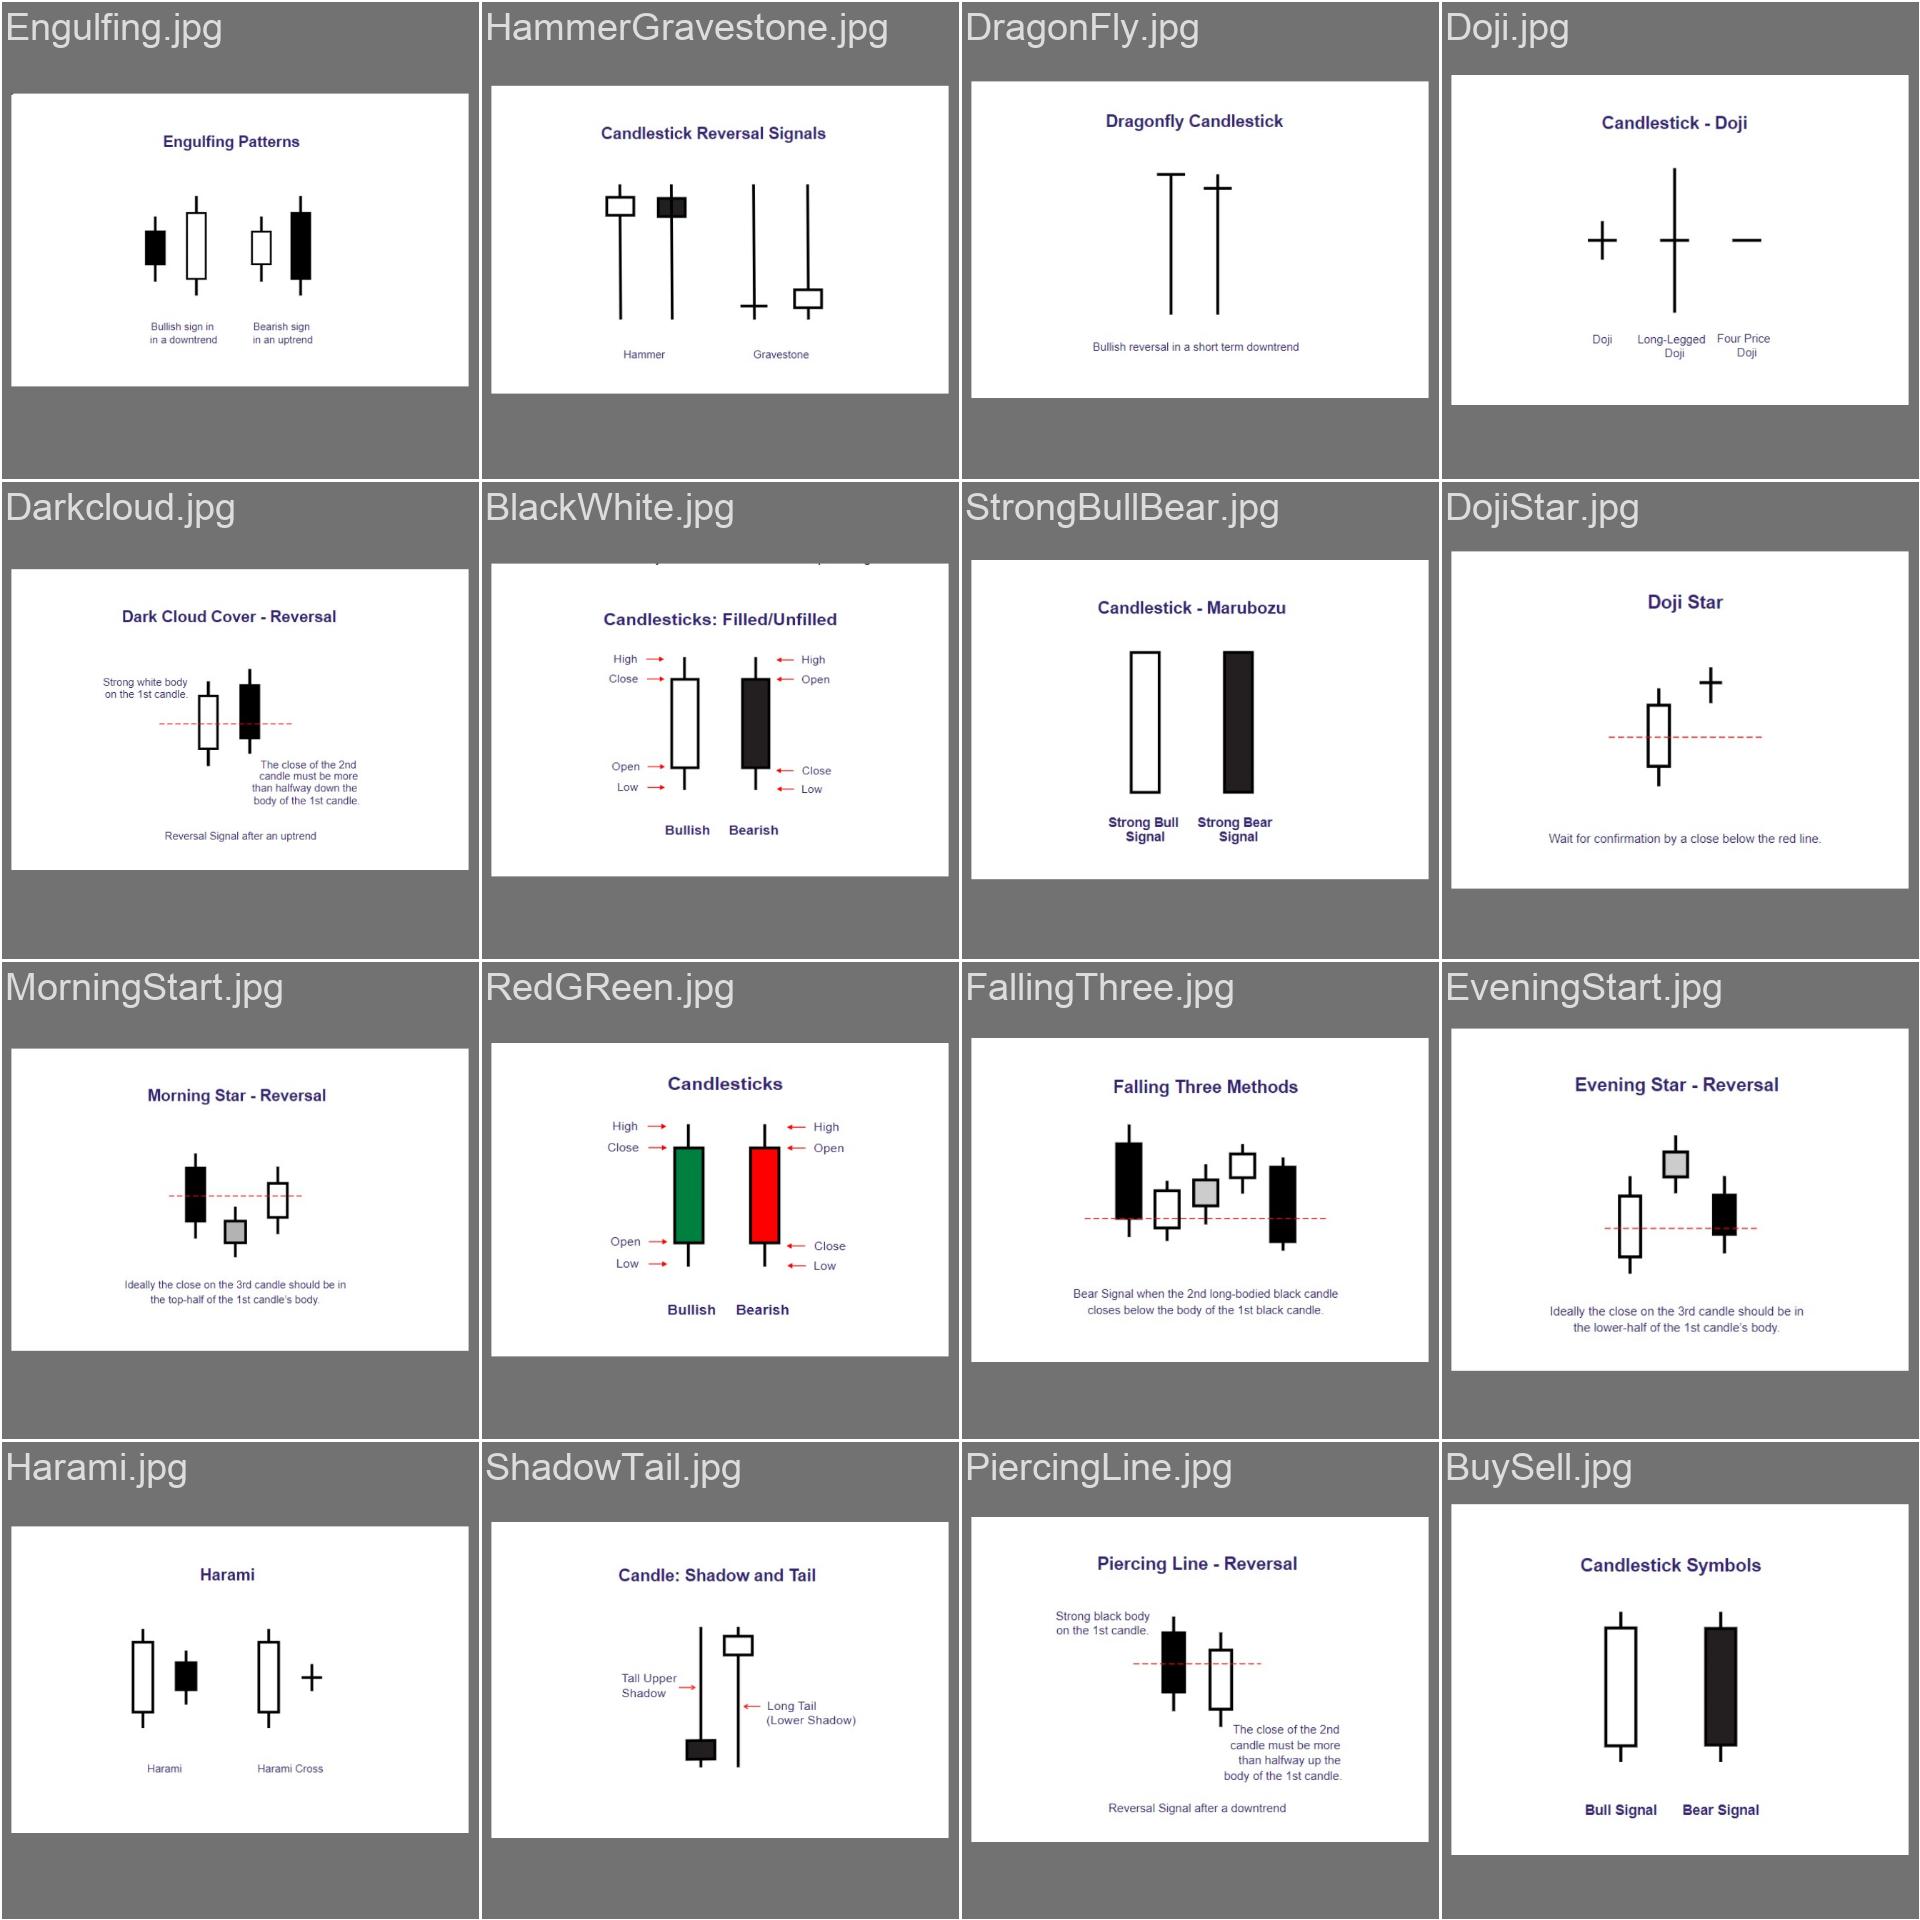 Engulfing.jpg
Engulfing Patterns
Bullish sign in
in a downtrend
Bearish sign
in an uptrend
HammerGravestone.jpg
Candlestick Reversal Signals
Hammer
Gravestone
DragonFly.jpg
Dragonfly Candlestick
Bullish reversal in a short term downtrend
Doji.jpg
Candlestick - Doji
Doji
Long-Legged
Doji
Four Price
Doji
Darkcloud.jpg
Dark Cloud Cover - Reversal
Strong white body
on the 1st candle.
The close of the 2nd
candle must be more
than halfway down the
body of the 1st candle.
Reversal Signal after an uptrend
BlackWhite.jpg
Candlesticks: Filled/Unfilled
High
Close
Open
Low
High
Open
Close
Low
Bullish
Bearish
StrongBullBear.jpg
Candlestick - Marubozu
Strong Bull
Signal
Strong Bear
Signal
DojiStar.jpg
Doji Star
Wait for confirmation by a close below the red line.
MorningStart.jpg
Morning Star - Reversal
Ideally the close on the 3rd candle should be in
the top-half of the 1st candle's body.
RedGReen.jpg
Candlesticks
High
Close
Open
Low
High
Open
Close
Low
Bullish
Bearish
FallingThree.jpg
Falling Three Methods
Bear Signal when the 2nd long-bodied black candle
closes below the body of the 1st black candle.
EveningStart.jpg
Evening Star - Reversal
Ideally the close on the 3rd candle should be in
the lower-half of the 1st candle's body.
Harami.jpg
Harami
Harami
Harami Cross
ShadowTail.jpg
Candle: Shadow and Tail
Tall Upper
Shadow
Long Tail
(Lower Shadow)
PiercingLine.jpg
Piercing Line - Reversal
Strong black body
on the 1st candle.
The close of the 2nd
candle must be more
than halfway up the
body of the 1st candle.
Reversal Signal after a downtrend
BuySell.jpg
Candlestick Symbols
Bull Signal
Bear Signal